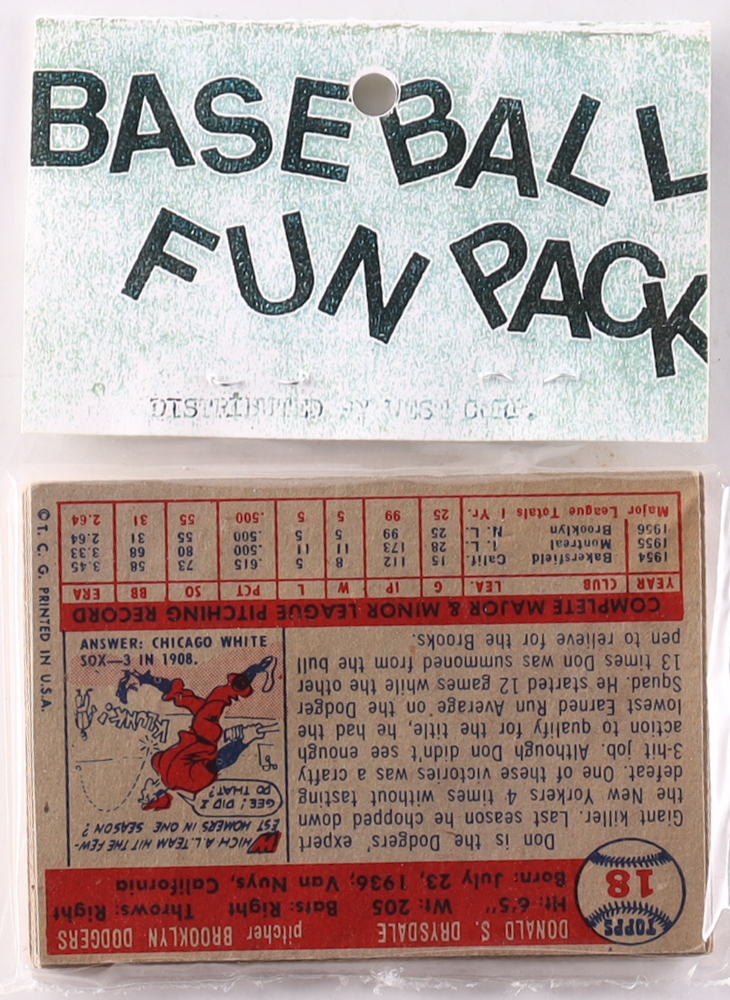 BASEBALL
FUN PACK
DISTRIBUTED BY WEST CORP.
TOPPS
18
DONALD S. DRYSDALE pitcher BROOKLYN DODGERS
Ht: 6'5" Wt: 205 Bats: Right Throws: Right
Born: July 23, 1936; Van Nuys, California
Don is the Dodgers' expert
Giant killer. Last season he chopped down
the New Yorkers 4 times without tasting
defeat. One of these victories was a crafty
3-hit job. Although Don didn't see enough
action to qualify for the title, he had the
lowest Earned Run Average on the Dodger
Squad. He started 12 games while the other
13 times Don was summoned from the bull
pen to relieve for the Brooks.
WHICH A.L. TEAM HIT THE FEW-
EST HOMERS IN ONE SEASON?
GEE! DID I
DO THAT?
KLUNK!
ANSWER: CHICAGO WHITE
SOX—3 IN 1908.
COMPLETE MAJOR & MINOR LEAGUE PITCHING RECORD
YEAR CLUB LEA. G IP W L PCT SO BB ERA
1954 Bakersfield Calif. 15 112 8 5 .615 73 58 3.45
1955 Montreal I. L. 28 173 11 11 .500 80 68 3.33
1956 Brooklyn N. L. 25 99 5 5 .500 55 31 2.64
Major League Totals 1 Yr. 25 99 5 5 .500 55 31 2.64
© T. C. G. PRINTED IN U.S.A.